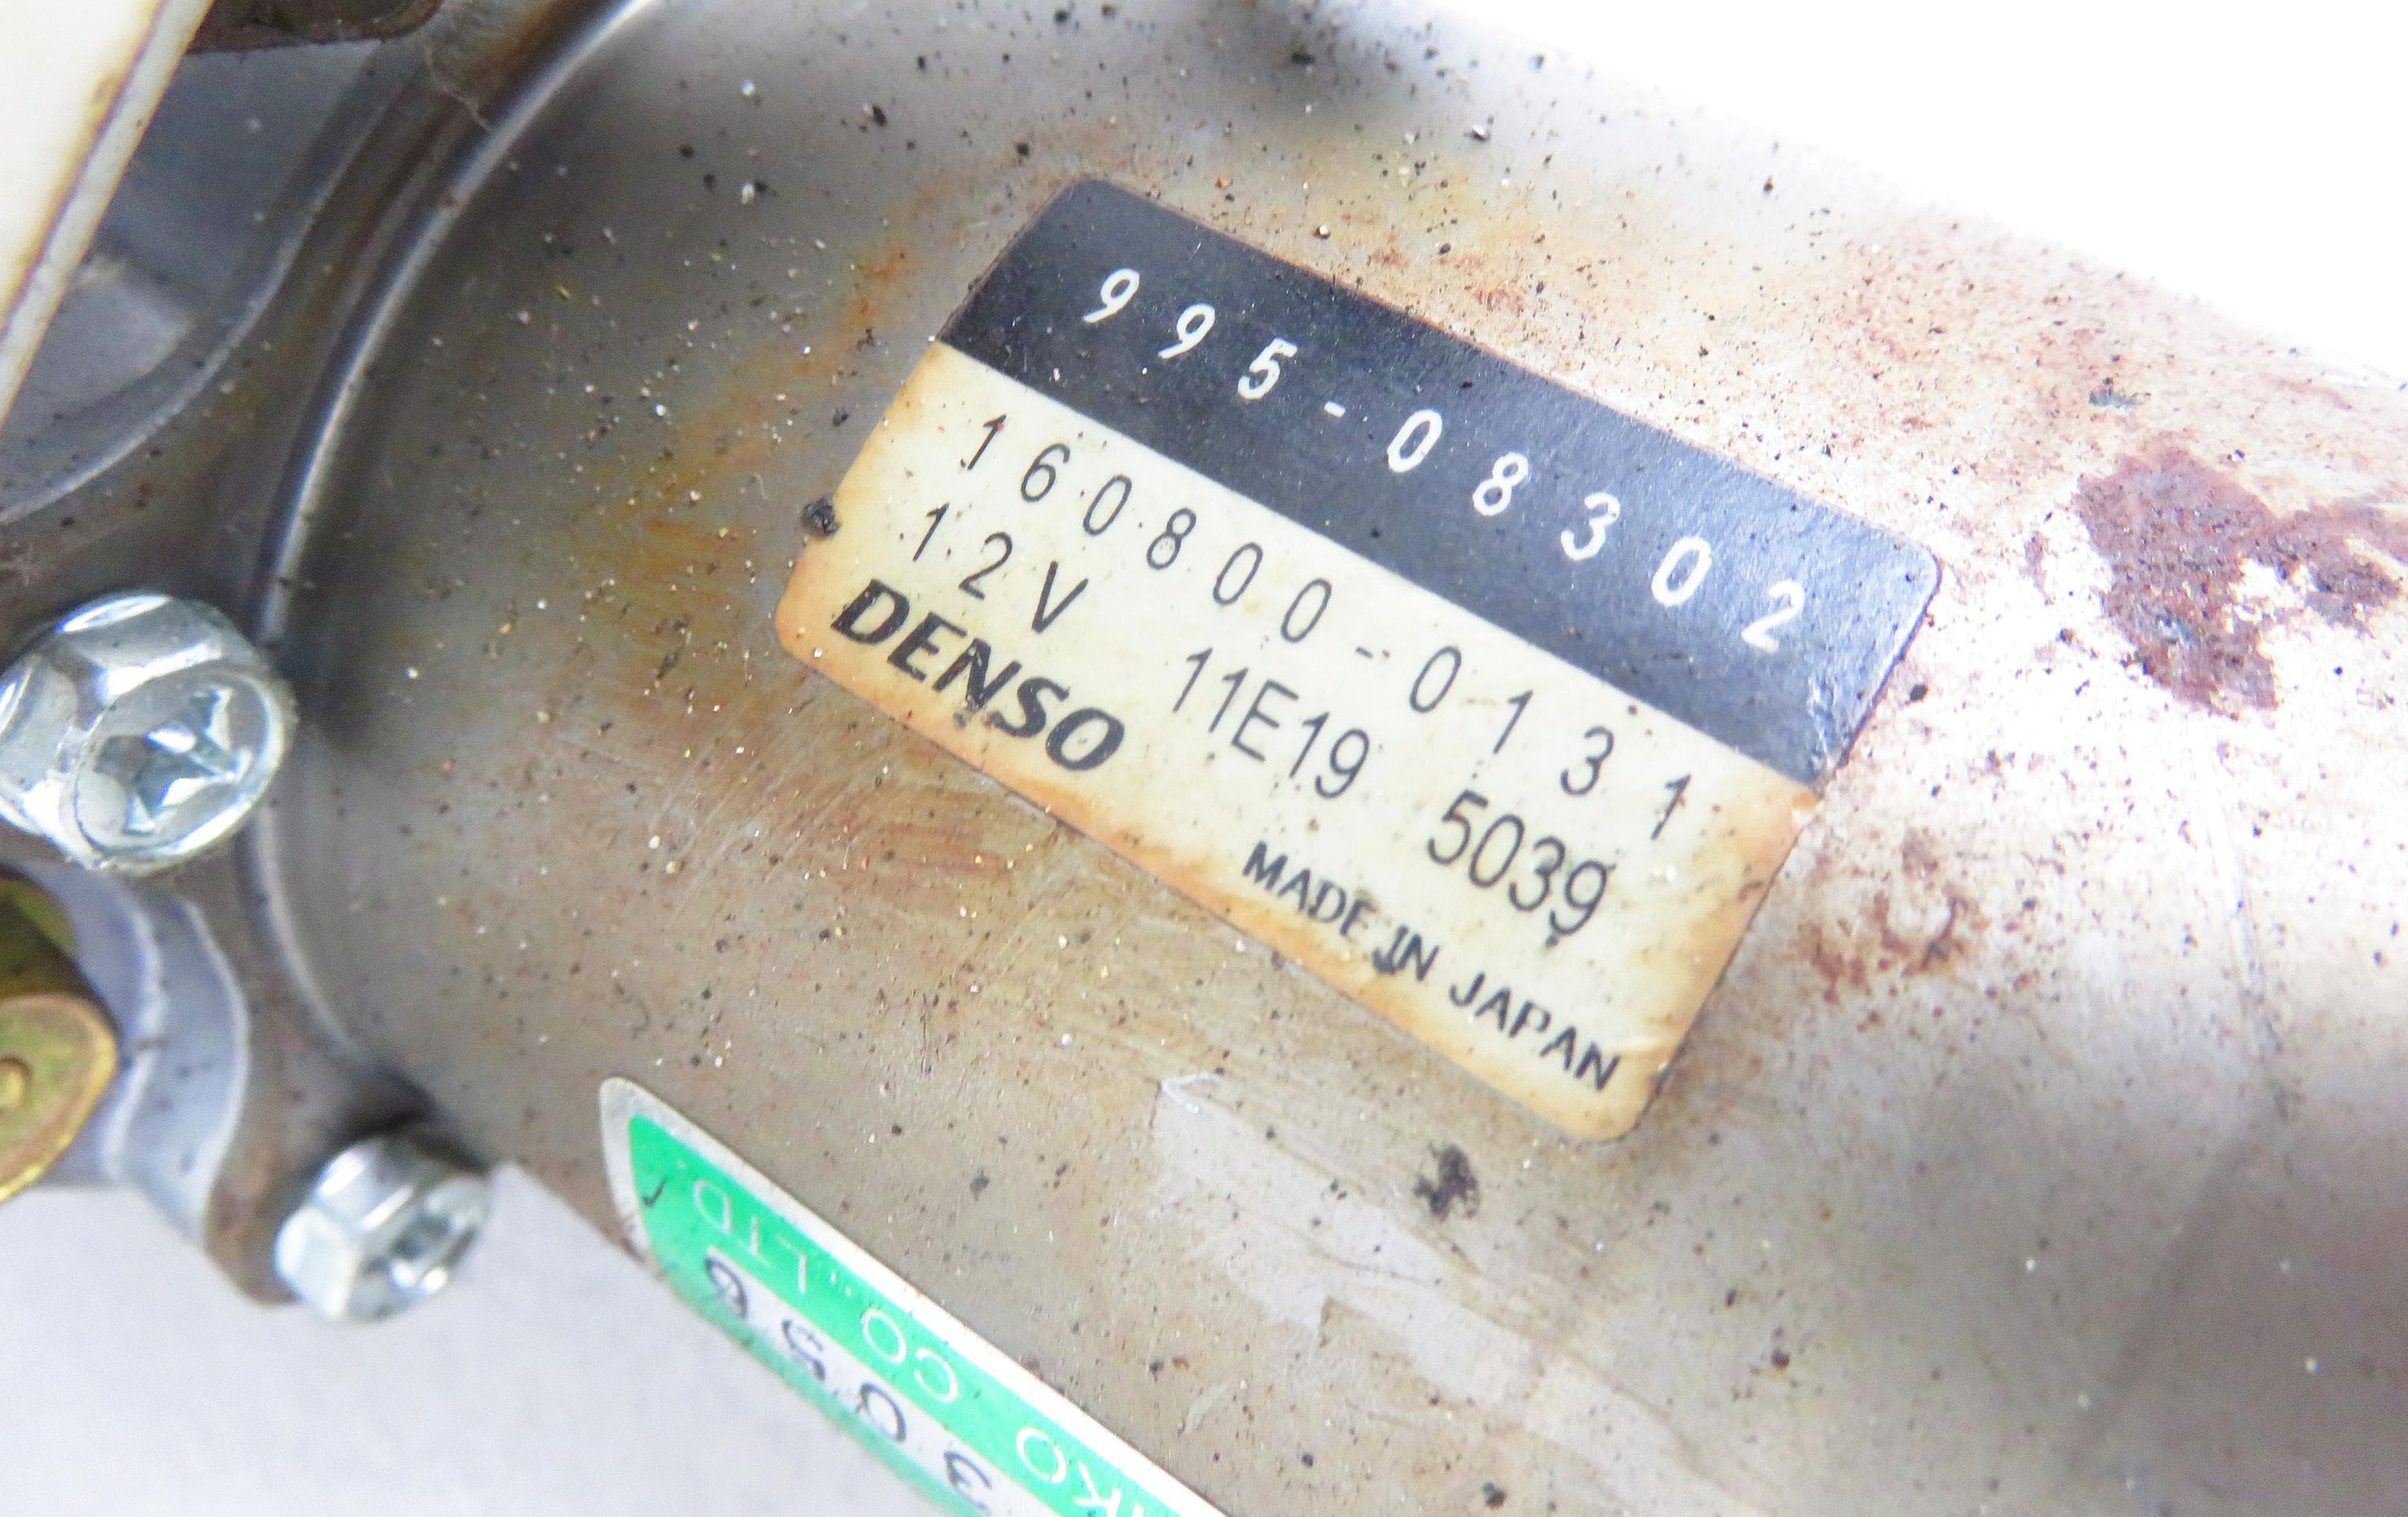 995-08302
160800-0131
12V 11E19 5039
DENSO
MADE IN JAPAN
CO LTD